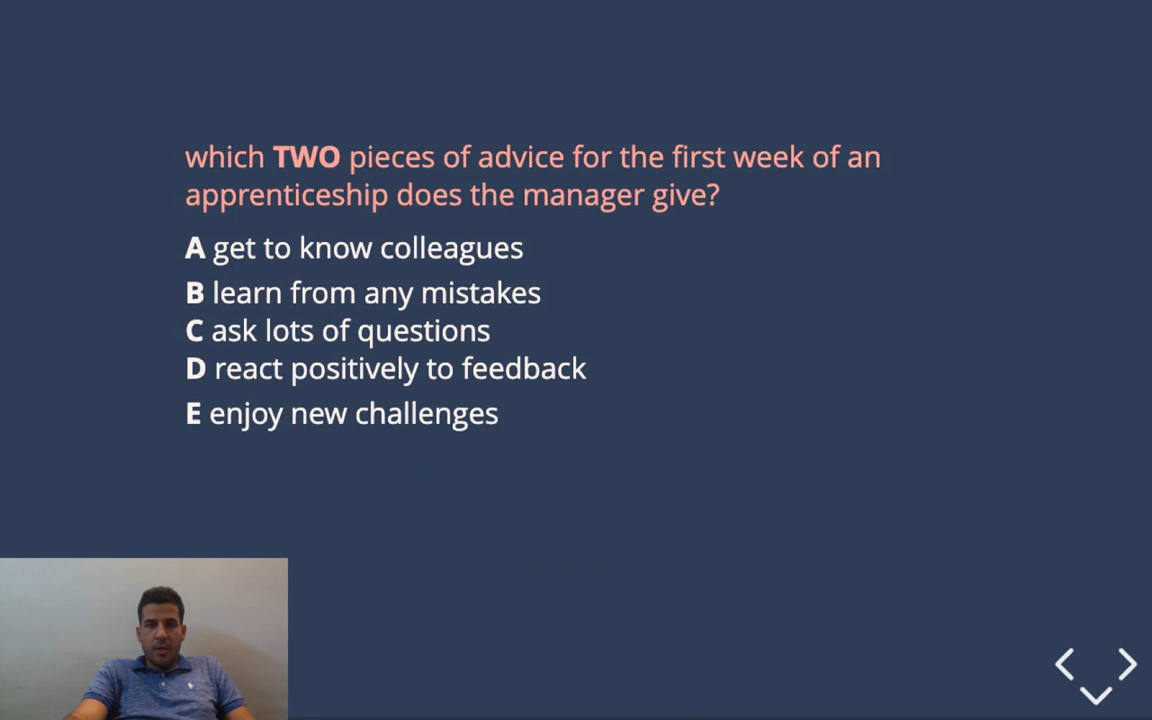 which TWO pieces of advice for the first week of an
apprenticeship does the manager give?
A get to know colleagues
B learn from any mistakes
C ask lots of questions
D react positively to feedback
E enjoy new challenges